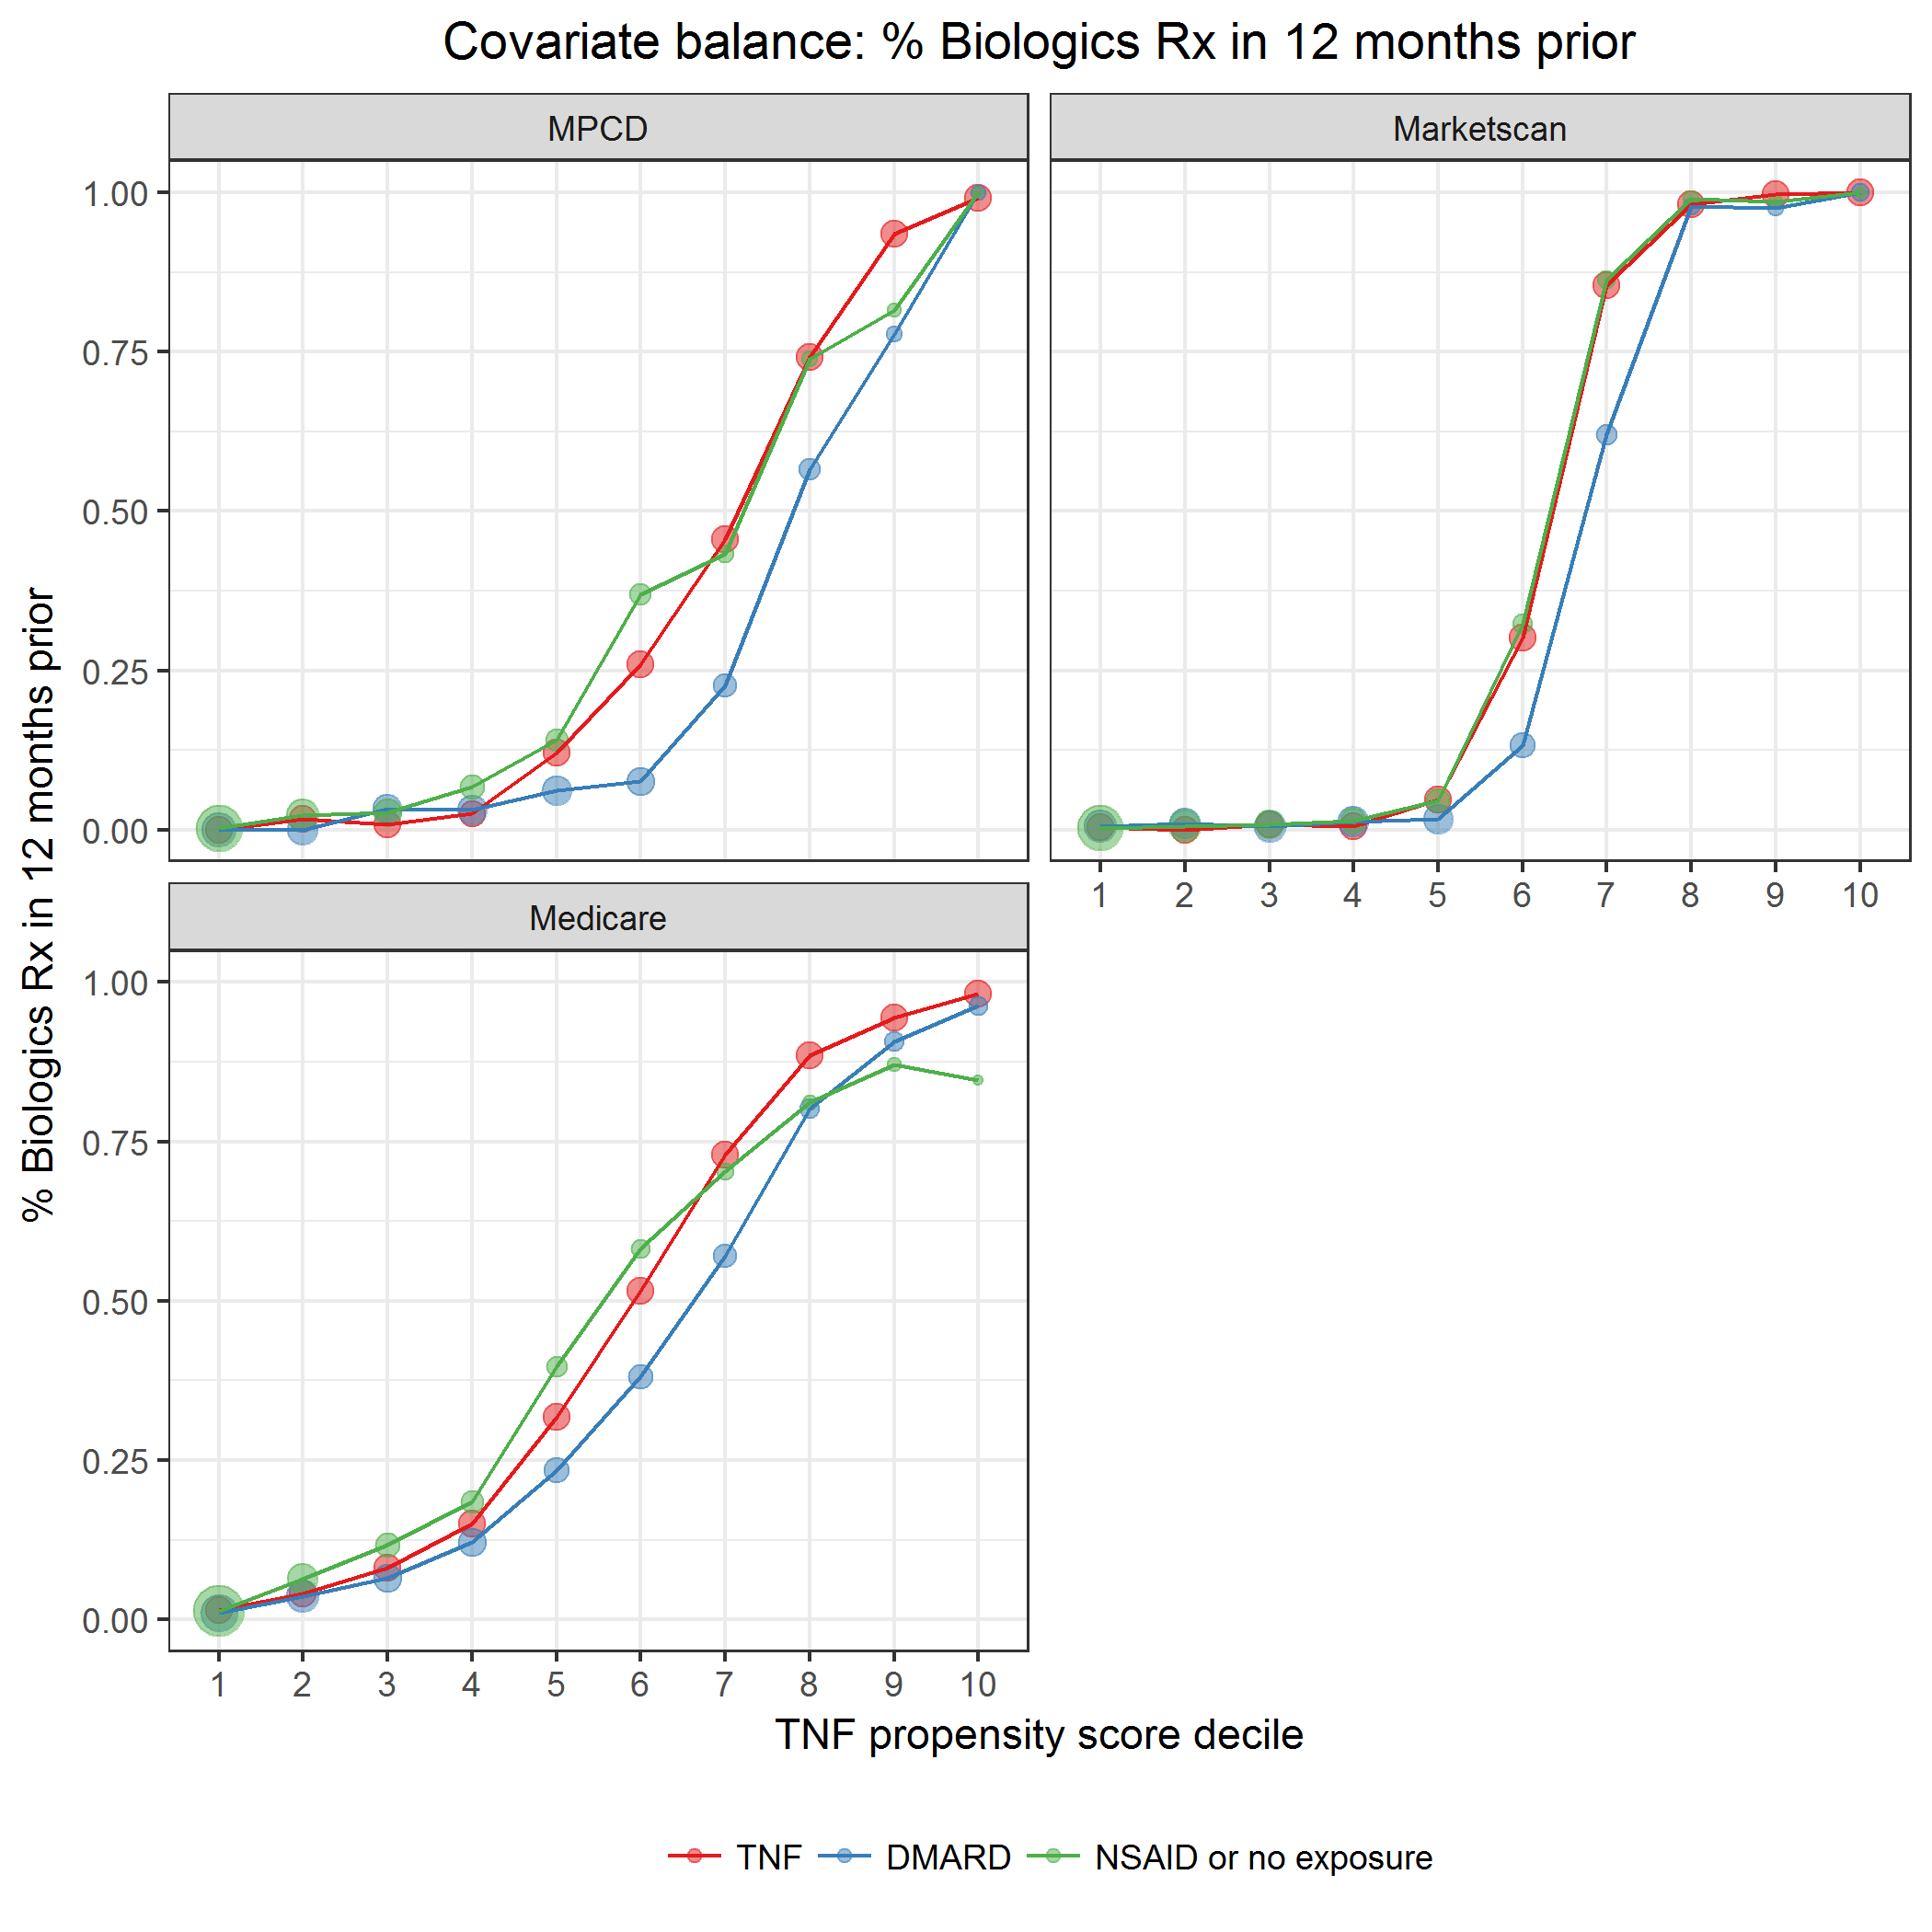 Covariate balance: % Biologics Rx in 12 months prior
MPCD
Marketscan
1.00
0.75
0.50
0.25
0.00
1 2 3 4 5 6 7 8 9 10
Medicare
1.00
0.75
0.50
0.25
0.00
1 2 3 4 5 6 7 8 9 10
% Biologics Rx in 12 months prior
TNF propensity score decile
TNF DMARD NSAID or no exposure